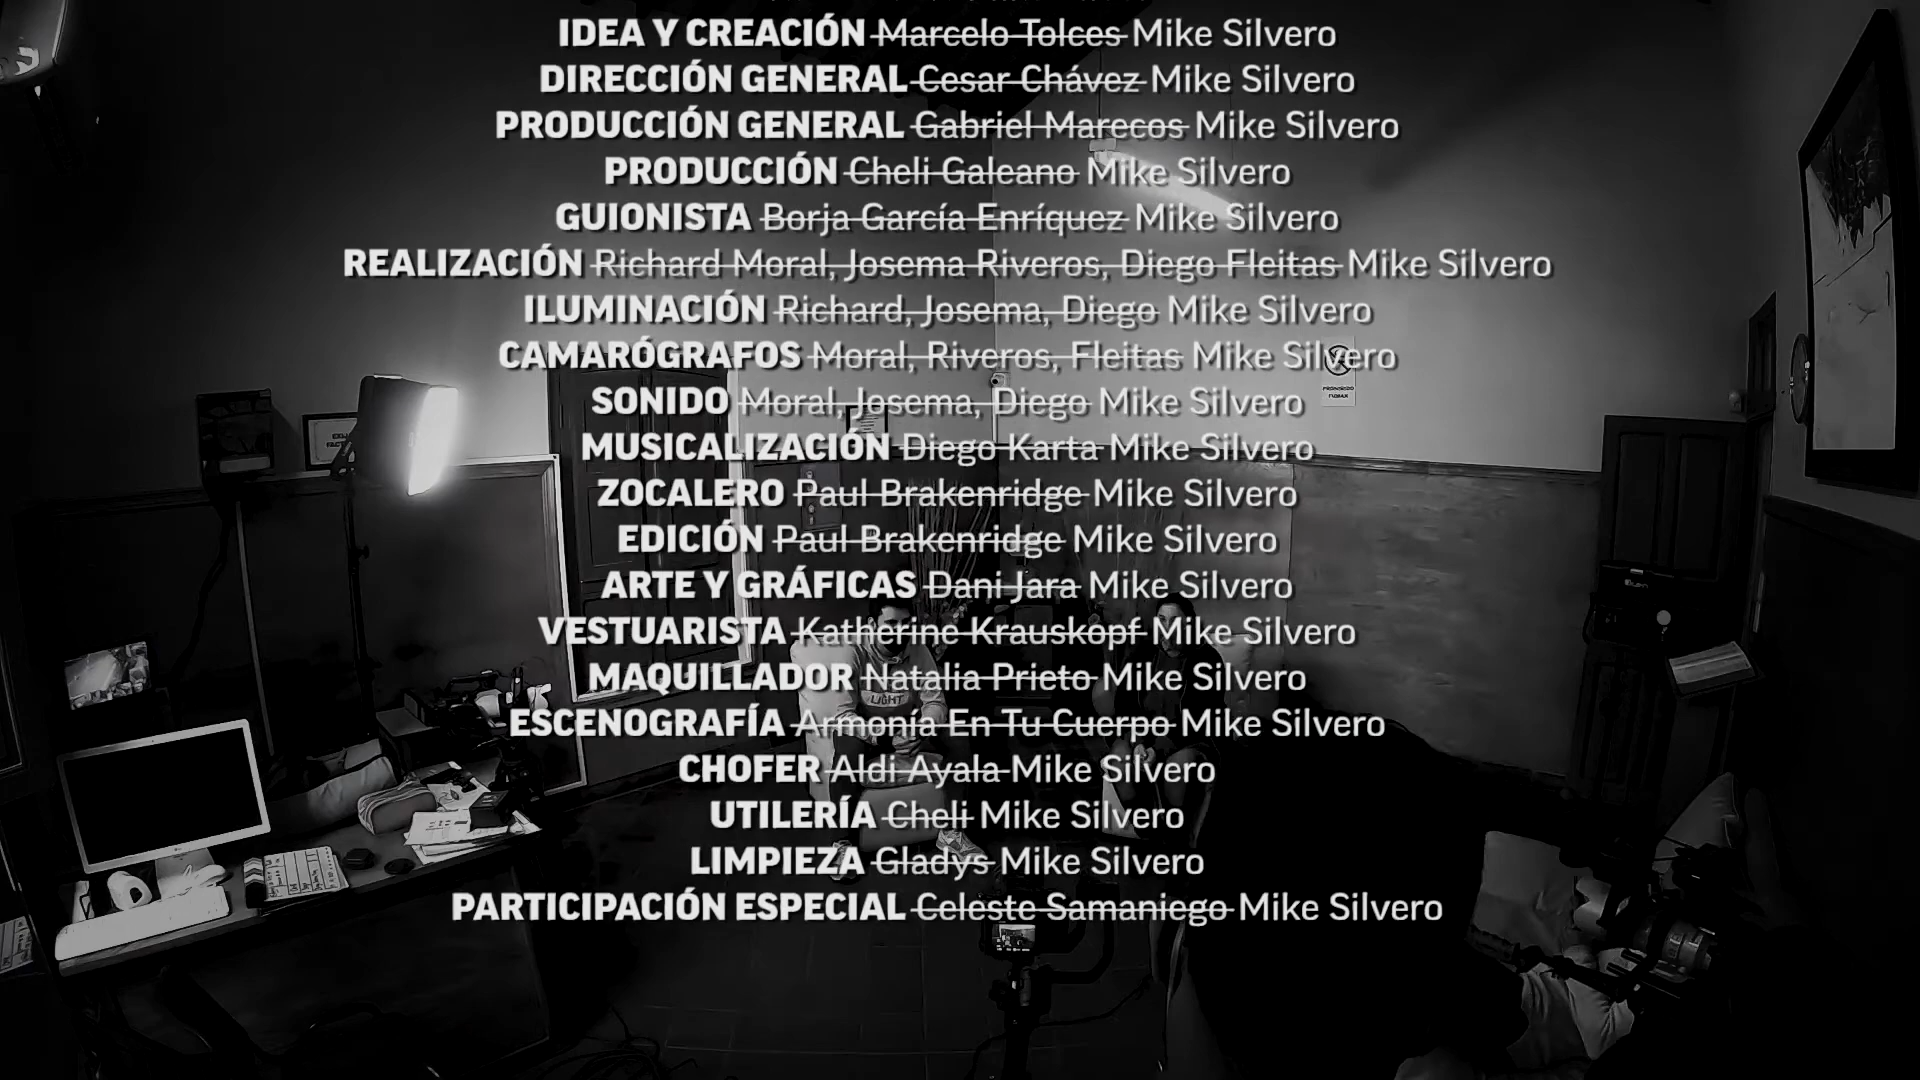 IDEA Y CREACIÓN Marcelo Tolces Mike Silvero
DIRECCIÓN GENERAL Cesar Chávez Mike Silvero
PRODUCCIÓN GENERAL Gabriel Marecos Mike Silvero
PRODUCCIÓN Cheli Galeano Mike Silvero
GUIONISTA Borja García Enríquez Mike Silvero
REALIZACIÓN Richard Moral, Josema Riveros, Diego Fleitas Mike Silvero
ILUMINACIÓN Richard, Josema, Diego Mike Silvero
CAMARÓGRAFOS Moral, Riveros, Fleitas Mike Silvero
SONIDO Moral, Josema, Diego Mike Silvero
MUSICALIZACIÓN Diego Karta Mike Silvero
ZOCALERO Paul Brakenridge Mike Silvero
EDICIÓN Paul Brakenridge Mike Silvero
ARTE Y GRÁFICAS Dani Jara Mike Silvero
VESTUARISTA Katherine Krauskopf Mike Silvero
MAQUILLADOR Natalia Prieto Mike Silvero
ESCENOGRAFÍA Armonía En Tu Cuerpo Mike Silvero
CHOFER Aldi Ayala Mike Silvero
UTILERÍA Cheli Mike Silvero
LIMPIEZA Gladys Mike Silvero
PARTICIPACIÓN ESPECIAL Celeste Samaniego Mike Silvero
PROHIBIDO
FUMAR
LIGHT